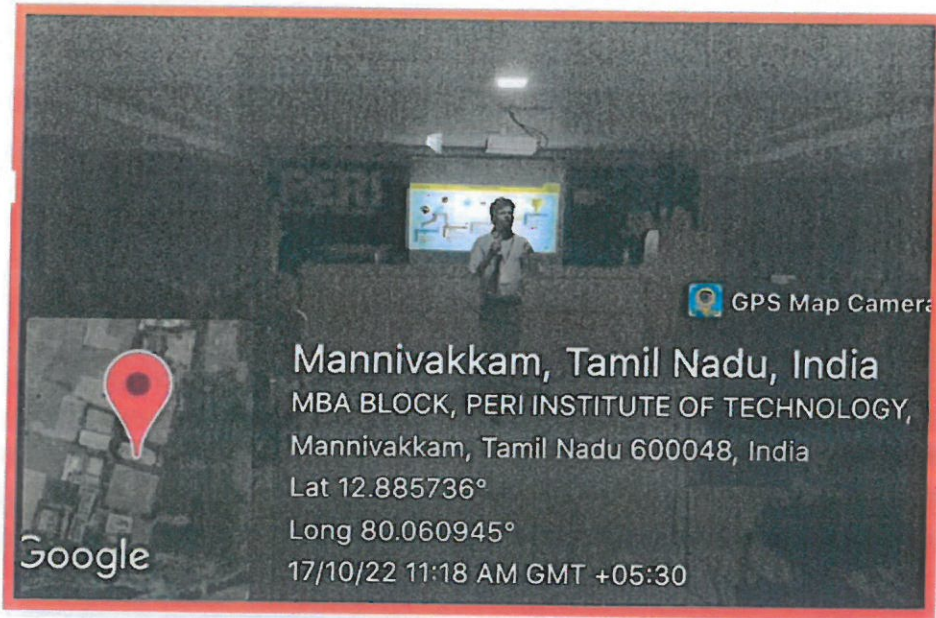 PERI
GPS Map Camera
Mannivakkam, Tamil Nadu, India
MBA BLOCK, PERI INSTITUTE OF TECHNOLOGY,
Mannivakkam, Tamil Nadu 600048, India
Lat 12.885736°
Long 80.060945°
17/10/22 11:18 AM GMT +05:30
Google